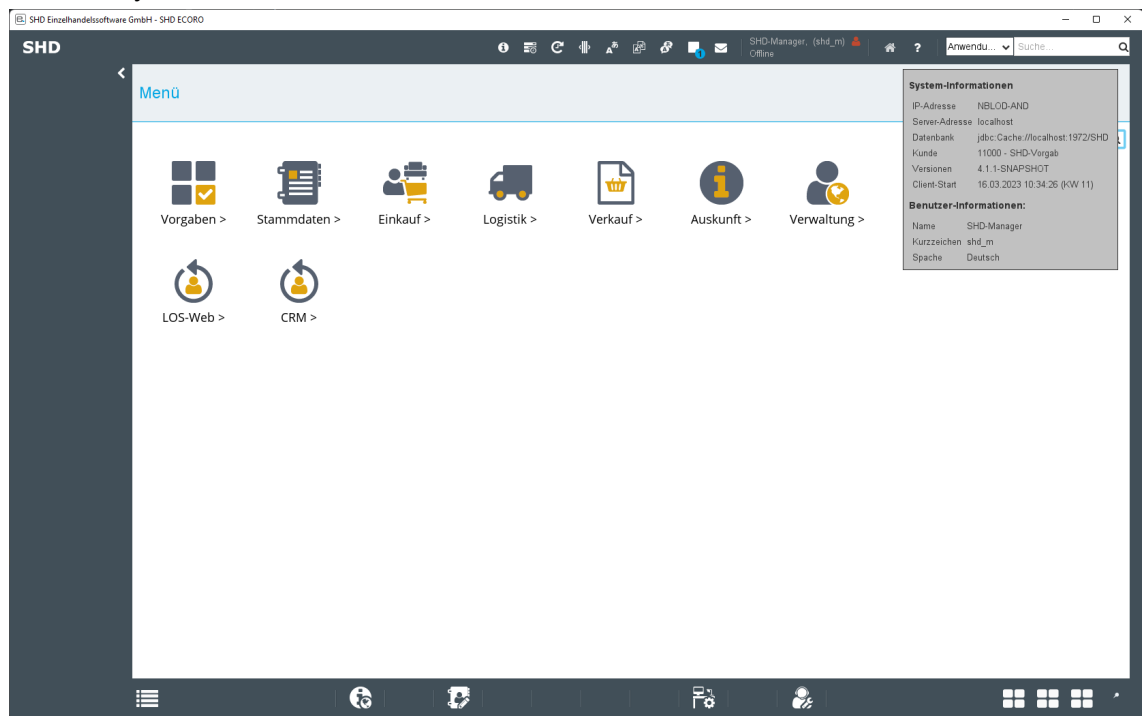 SHD Einzelhandelssoftware GmbH - SHD ECORO
SHD
SHD-Manager, (shd_m)
Offline
?
Anwendu...
Suche...
Menü
System-Informationen
IP-Adresse NBLOD-AND
Server-Adresse localhost
Datenbank jdbc:Cache://localhost:1972/SHD
Kunde 11000 - SHD-Vorgab
Versionen 4.1.1-SNAPSHOT
Client-Start 16.03.2023 10:34:26 (KW 11)
Benutzer-Informationen:
Name SHD-Manager
Kurzzeichen shd_m
Spache Deutsch
Vorgaben >
Stammdaten >
Einkauf >
Logistik >
Verkauf >
Auskunft >
Verwaltung >
LOS-Web >
CRM >